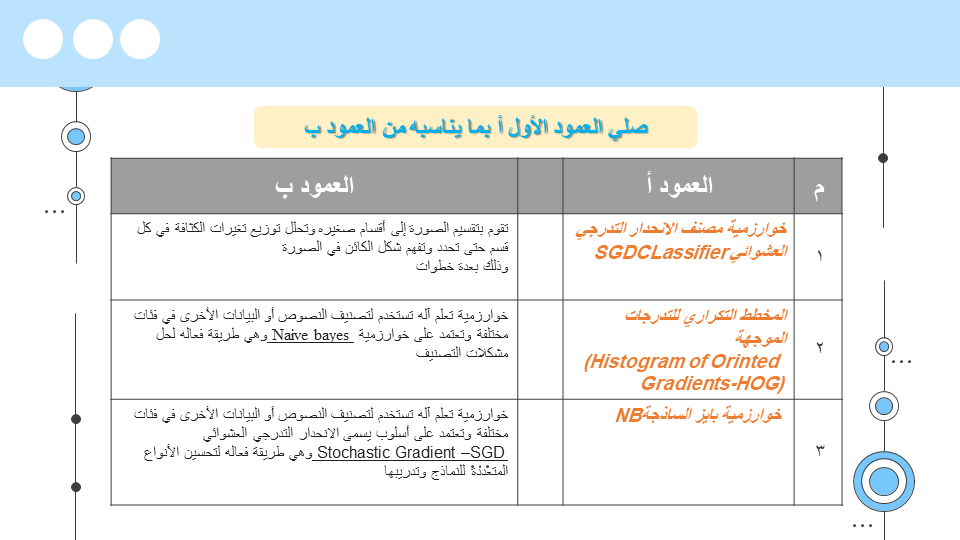 صلي العمود الأول أ بما يناسبه من العمود ب
م
العمود أ
العمود ب
١
خوارزمية مصنف الانحدار التدرجي
العشوائي SGDCLassifier
تقوم بتقسيم الصورة إلى أقسام صغيره وتحلل توزيع تغيرات الكثافة في كل
قسم حتى تحدد وتفهم شكل الكائن في الصورة
وذلك بعدة خطوات
٢
المخطط التكراري للتدرجات
الموجهة
(Histogram of Orinted
Gradients-HOG)
خوارزمية تعلم آله تستخدم لتصنيف النصوص أو البيانات الأخرى في فئات
مختلفة وتعتمد على خوارزمية Naive bayes وهي طريقة فعاله لحل
مشكلات التصنيف
٣
خوارزمية بايز الساذجةNB
خوارزمية تعلم آله تستخدم لتصنيف النصوص أو البيانات الأخرى في فئات
مختلفة وتعتمد على أسلوب يسمى الانحدار التدرجي العشوائي
Stochastic Gradient –SGD وهي طريقة فعاله لتحسين الأنواع
المتعدّدةً للنماذج وتدريبها